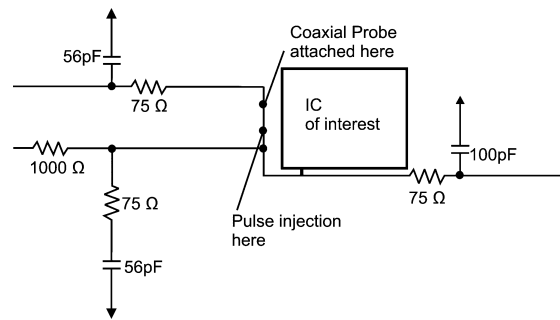 Coaxial Probe
attached here
56pF
75 Ω
IC
of interest
1000 Ω
100pF
75 Ω
75 Ω
Pulse injection
here
56pF